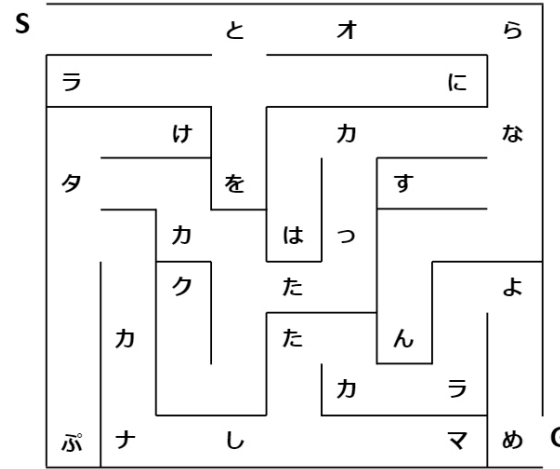 S と オ ら
ラ に
け カ な
タ を す
カ は っ
ク た よ
カ た ん
カ ラ
ぷ ナ し マ め G